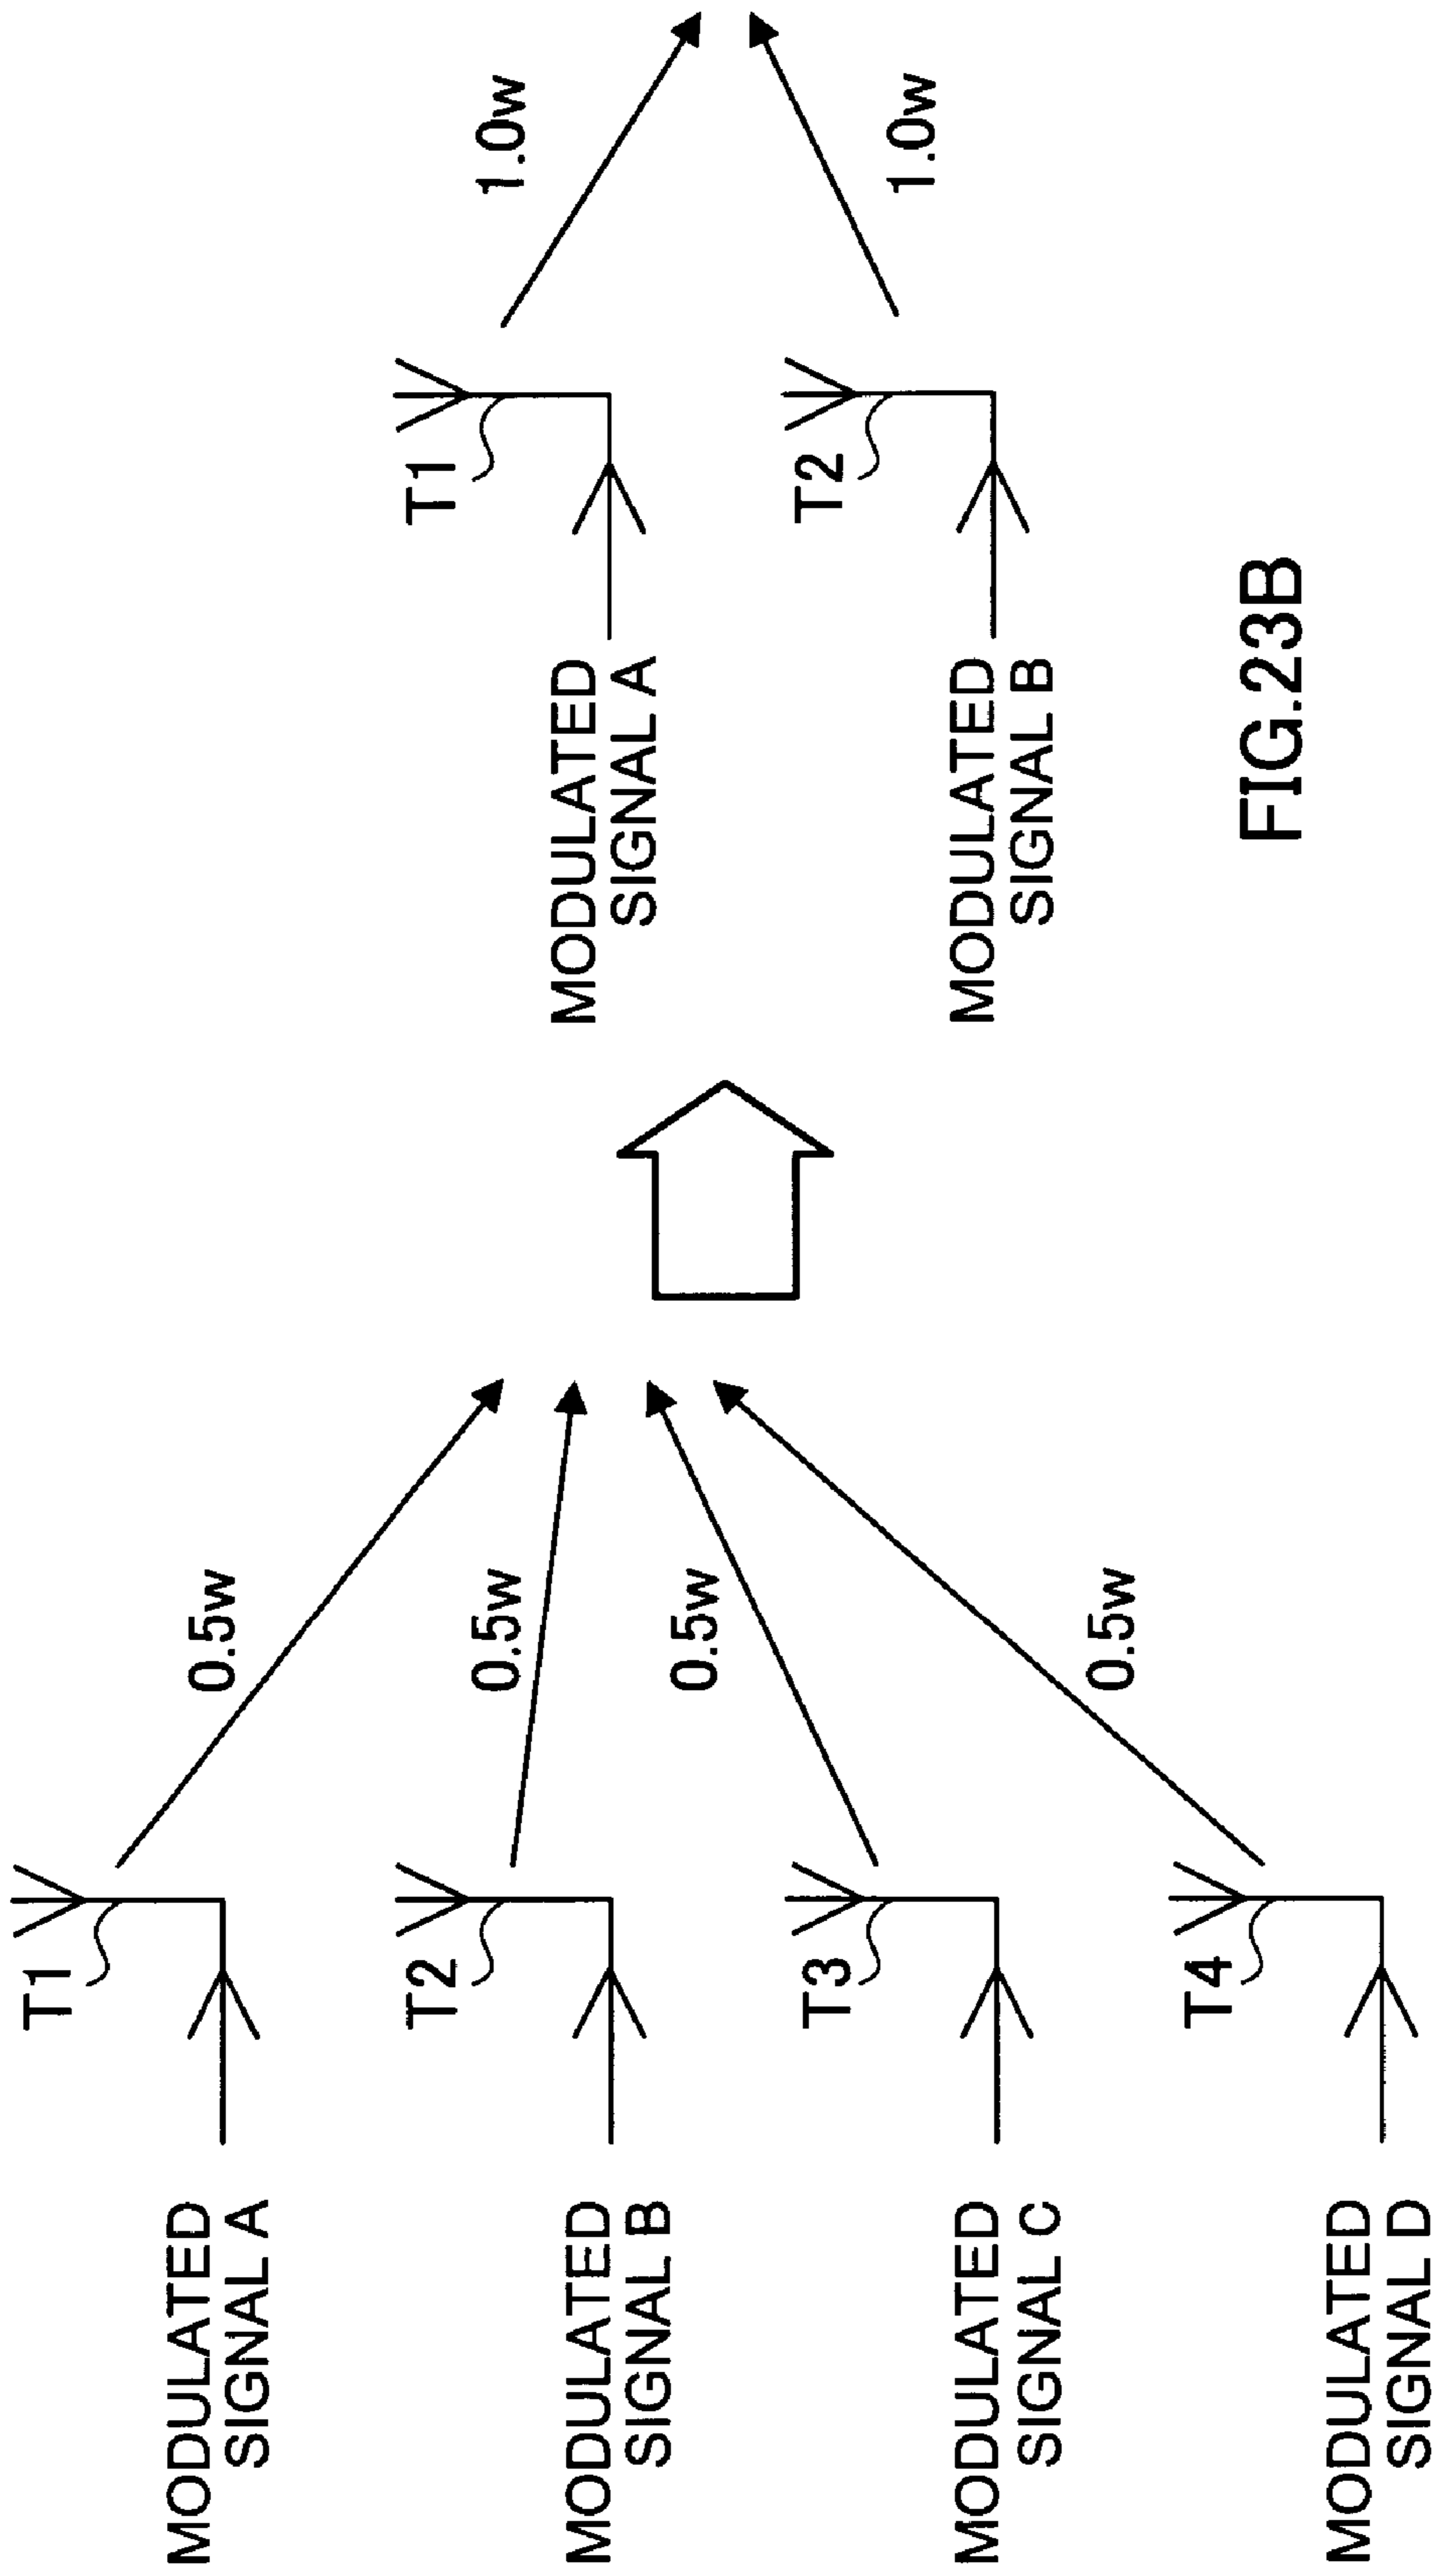 MODULATED
SIGNAL A
T1
0.5w
MODULATED
SIGNAL B
T2
0.5w
MODULATED
SIGNAL C
T3
0.5w
MODULATED
SIGNAL D
T4
0.5w
MODULATED
SIGNAL A
T1
1.0w
MODULATED
SIGNAL B
T2
1.0w
FIG.23B